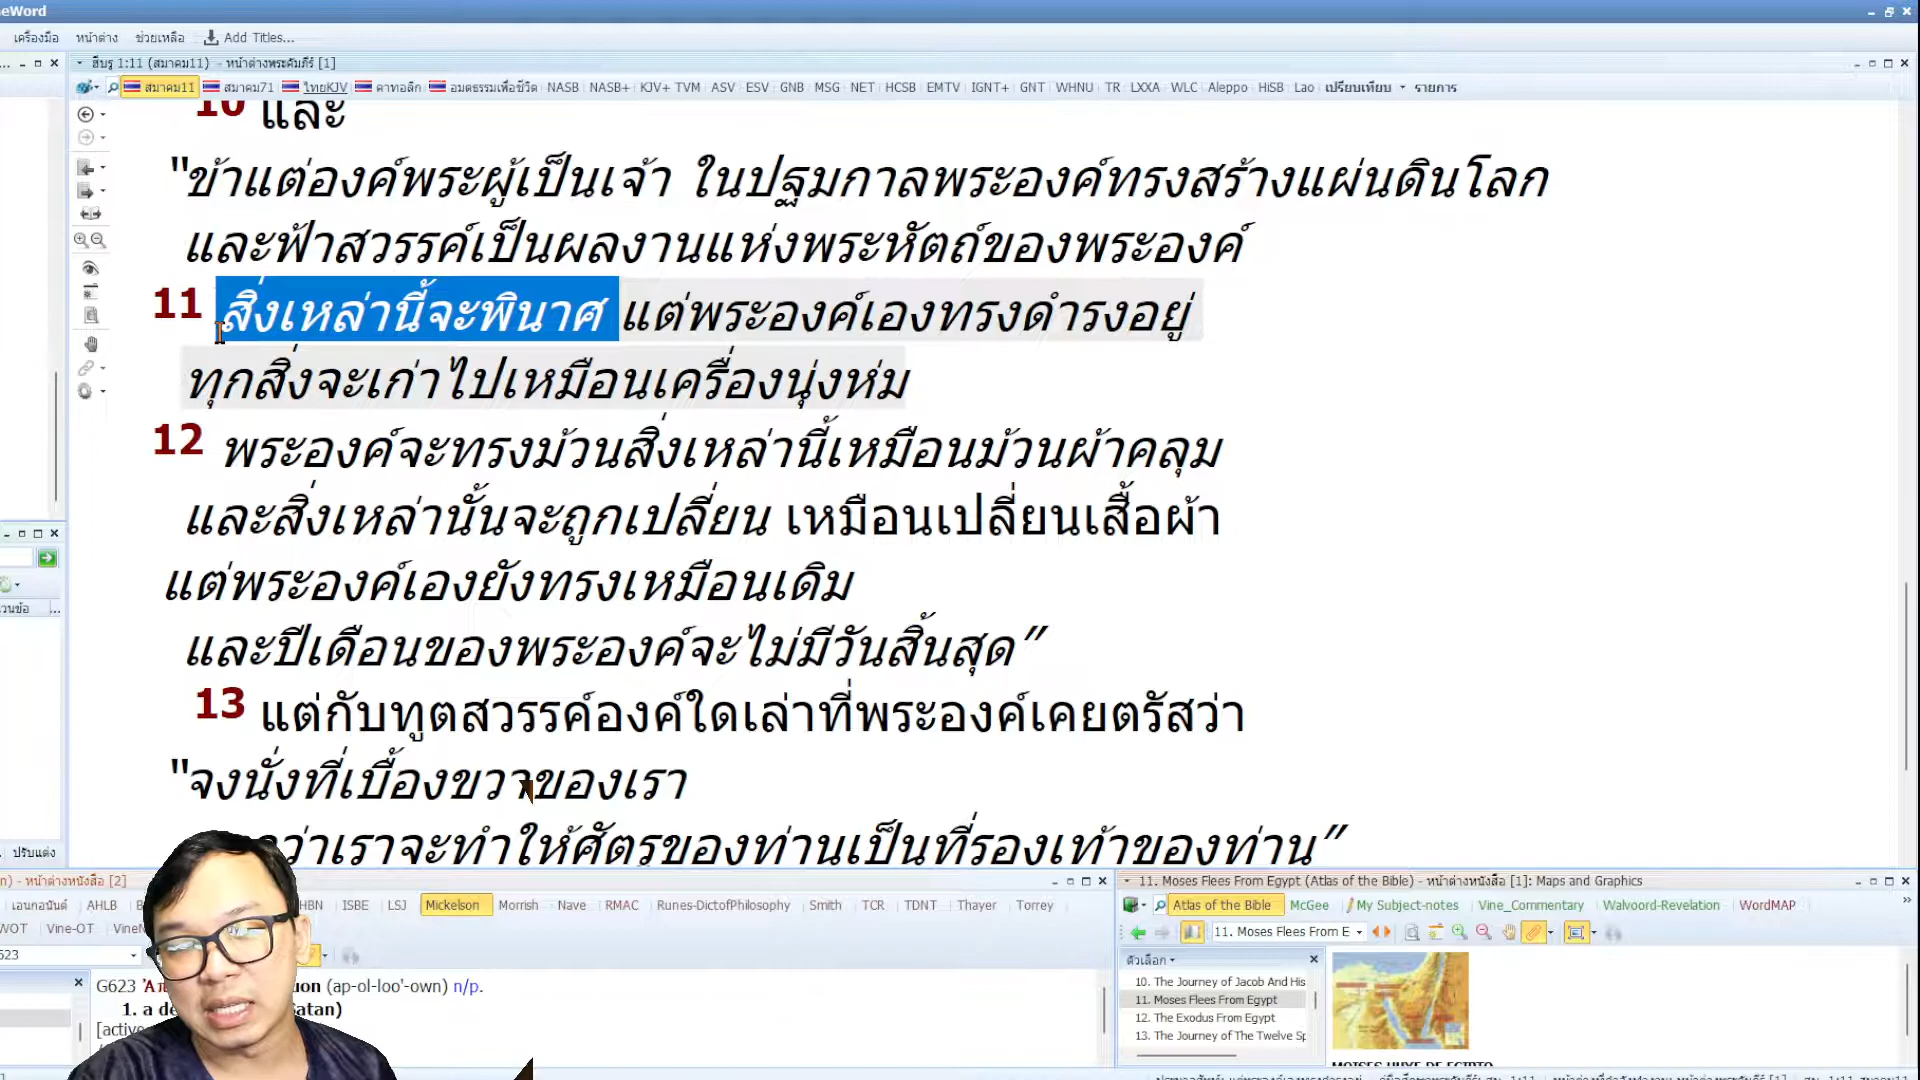 eWord
เครื่องมือ หน้าต่าง ช่วยเหลือ Add Titles...
ฮีบรู 1:11 (สมาคม11) - หน้าต่างพระคัมภีร์ [1]
สมาคม11 สมาคม71 ไทยKJV คาทอลิก อมตธรรมเพื่อชีวิต NASB NASB+ KJV+ TVM ASV ESV GNB MSG NET HCSB EMTV IGNT+ GNT WHNU TR LXXA WLC Aleppo HiSB Lao เปรียบเทียบ รายการ
10 และ
"ข้าแต่องค์พระผู้เป็นเจ้า ในปฐมกาลพระองค์ทรงสร้างแผ่นดินโลก
และฟ้าสวรรค์เป็นผลงานแห่งพระหัตถ์ของพระองค์
11 สิ่งเหล่านี้จะพินาศ แต่พระองค์เองทรงดำรงอยู่
ทุกสิ่งจะเก่าไปเหมือนเครื่องนุ่งห่ม
12 พระองค์จะทรงม้วนสิ่งเหล่านี้เหมือนม้วนผ้าคลุม
และสิ่งเหล่านั้นจะถูกเปลี่ยน เหมือนเปลี่ยนเสื้อผ้า
แต่พระองค์เองยังทรงเหมือนเดิม
และปีเดือนของพระองค์จะไม่มีวันสิ้นสุด"
13 แต่กับทูตสวรรค์องค์ใดเล่าที่พระองค์เคยตรัสว่า
"จงนั่งที่เบื้องขวาของเรา
ว่าเราจะทำให้ศัตรูของท่านเป็นที่รองเท้าของท่าน"
ปรับแต่ง
- หน้าต่างหนังสือ [2]
เอนกอนันต์ AHLB HBN ISBE LSJ Mickelson Morrish Nave RMAC Runes-DictofPhilosophy Smith TCR TDNT Thayer Torrey
WOT Vine-OT
623
G623 (ap-ol-loo'-own) n/p.
1. a de atan)
[active
11. Moses Flees From Egypt (Atlas of the Bible) - หน้าต่างหนังสือ [1]: Maps and Graphics
Atlas of the Bible McGee My Subject-notes Vine_Commentary Walvoord-Revelation WordMAP
11. Moses Flees From E
ตัวเลือก
10. The Journey of Jacob And His
11. Moses Flees From Egypt
12. The Exodus From Egypt
13. The Journey of The Twelve Sp